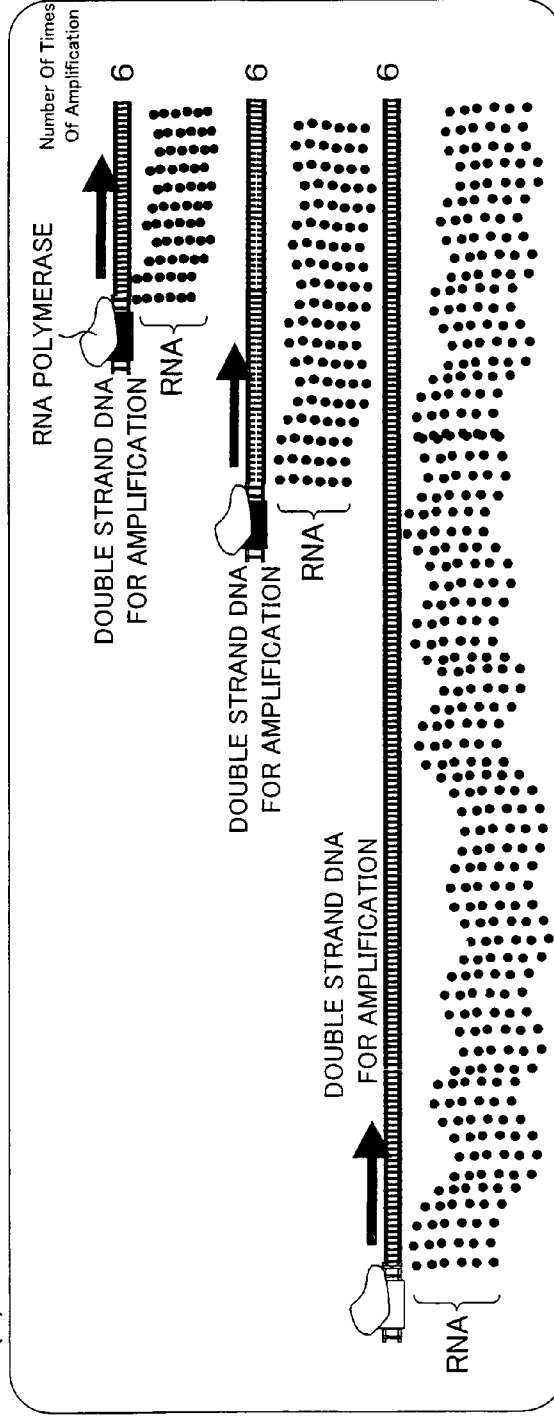 Number Of Times
Of Amplification
RNA POLYMERASE
6
DOUBLE STRAND DNA
FOR AMPLIFICATION
RNA
6
DOUBLE STRAND DNA
FOR AMPLIFICATION
RNA
6
DOUBLE STRAND DNA
FOR AMPLIFICATION
RNA